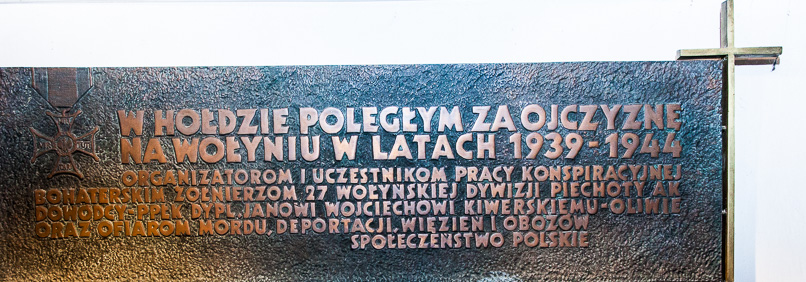 W HOŁDZIE POLEGŁYM ZA OJCZYZNĘ
NA WOŁYNIU W LATACH 1939-1944
ORGANIZATOROM I UCZESTNIKOM PRACY KONSPIRACYJNEJ
BOHATERSKIM ŻOŁNIERZOM 27 WOŁYŃSKIEJ DYWIZJI PIECHOTY AK
DOWÓDCY-PPŁK DYPL. JANOWI WOJCIECHOWI KIWERSKIEMU-OLIWIE
ORAZ OFIAROM: MORDU, DEPORTACJI, WIĘZIEŃ I OBOZÓW
SPOŁECZEŃSTWO POLSKIE